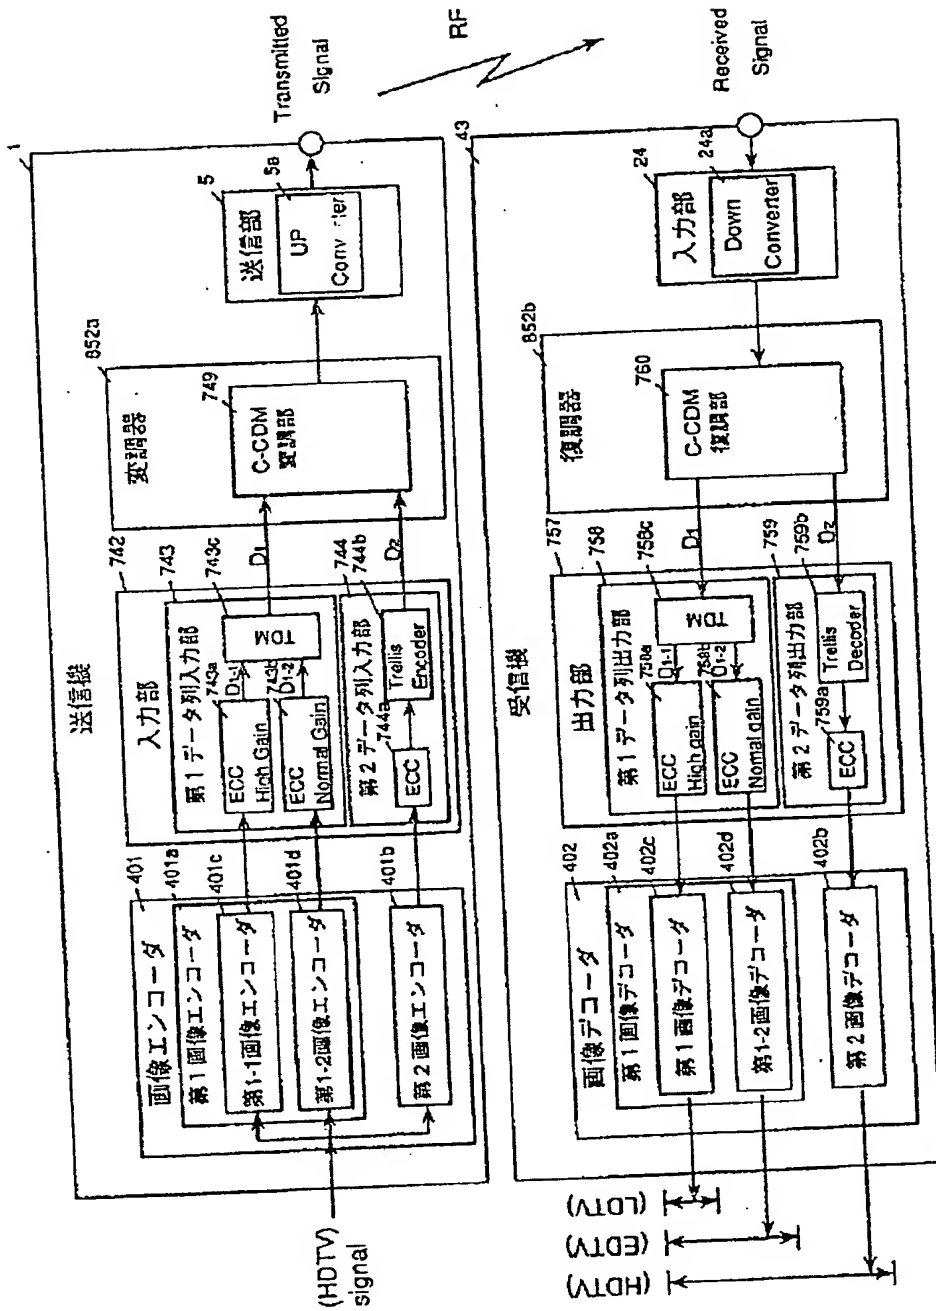 1
送信機
画像エンコーダ
401
第1画像エンコーダ
401a
第1-1画像エンコーダ
401c
第1-2画像エンコーダ
401d
第2画像エンコーダ
401b
(HDTV)
signal
入力部
742
第1データ列入力部
743
ECC
High Gain
743a
D1-1
ECC
Normal Gain
743b
D1-2
TDM
743c
D1
第2データ列入力部
744
ECC
744a
Trellis
Encoder
744b
D2
変調器
852a
C-CDM
変調部
749
送信部
5
UP
Converter
5a
Transmitted
Signal
RF
43
受信機
画像デコーダ
402
第1画像デコーダ
402a
第1画像デコーダ
402c
第1-2画像デコーダ
402d
第2画像デコーダ
402b
(LDTV)
(EDTV)
(HDTV)
出力部
757
第1データ列出力部
758
ECC
High gain
758a
D1-1
ECC
Normal gain
758b
D1-2
TDM
758c
D1
第2データ列出力部
759
ECC
759a
Trellis
Decoder
759b
D2
復調器
852b
C-CDM
復調部
760
入力部
24
Down
Converter
24a
Received
Signal